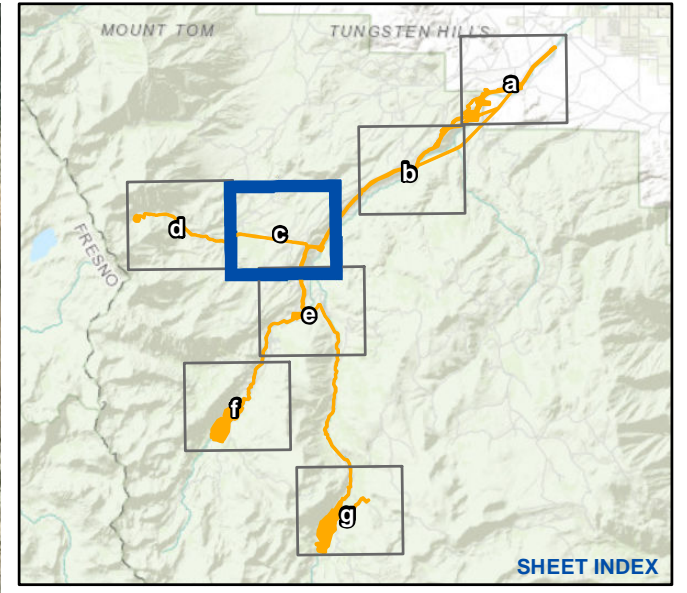 MOUNT TOM
TUNGSTEN HILLS
a
b
c
d
FRESNO
e
f
g
SHEET INDEX